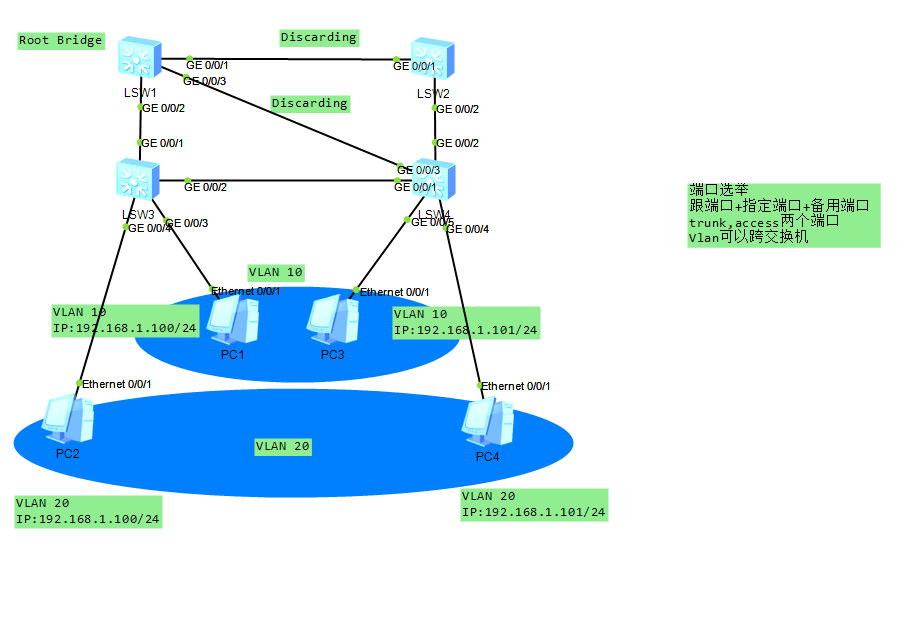 Root Bridge
Discarding
GE 0/0/1
GE 0/0/1
GE 0/0/3
LSW1
LSW2
Discarding
GE 0/0/2
GE 0/0/2
GE 0/0/1
GE 0/0/2
GE 0/0/3
GE 0/0/2
GE 0/0/1
LSW3
LSW4
GE 0/0/3
GE 0/0/4
GE 0/0/5
GE 0/0/4
端口选举
跟端口+指定端口+备用端口
trunk,access两个端口
Vlan可以跨交换机
VLAN 10
Ethernet 0/0/1
Ethernet 0/0/1
VLAN 10
IP:192.168.1.100/24
VLAN 10
IP:192.168.1.101/24
PC1
PC3
Ethernet 0/0/1
Ethernet 0/0/1
VLAN 20
PC2
PC4
VLAN 20
IP:192.168.1.100/24
VLAN 20
IP:192.168.1.101/24